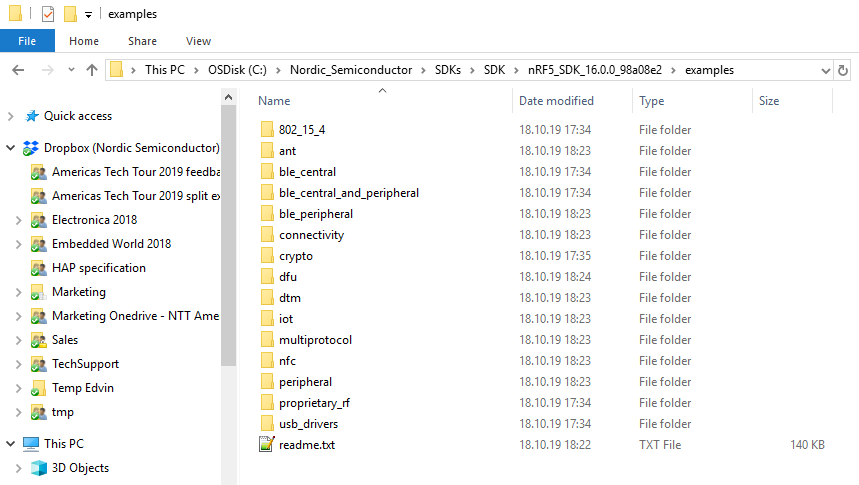 examples
File Home Share View
This PC > OSDisk (C:) > Nordic_Semiconductor > SDKs > SDK > nRF5_SDK_16.0.0_98a08e2 > examples
Name Date modified Type Size
Quick access
Dropbox (Nordic Semiconductor)
Americas Tech Tour 2019 feedba
Americas Tech Tour 2019 split ex
Electronica 2018
Embedded World 2018
HAP specification
Marketing
Marketing Onedrive - NTT Ame
Sales
TechSupport
Temp Edvin
tmp
This PC
3D Objects
802_15_4 18.10.19 17:34 File folder
ant 18.10.19 18:23 File folder
ble_central 18.10.19 17:34 File folder
ble_central_and_peripheral 18.10.19 17:34 File folder
ble_peripheral 18.10.19 18:23 File folder
connectivity 18.10.19 18:23 File folder
crypto 18.10.19 17:35 File folder
dfu 18.10.19 18:24 File folder
dtm 18.10.19 18:23 File folder
iot 18.10.19 18:23 File folder
multiprotocol 18.10.19 18:23 File folder
nfc 18.10.19 18:23 File folder
peripheral 18.10.19 18:23 File folder
proprietary_rf 18.10.19 17:34 File folder
usb_drivers 18.10.19 17:34 File folder
readme.txt 18.10.19 18:22 TXT File 140 KB